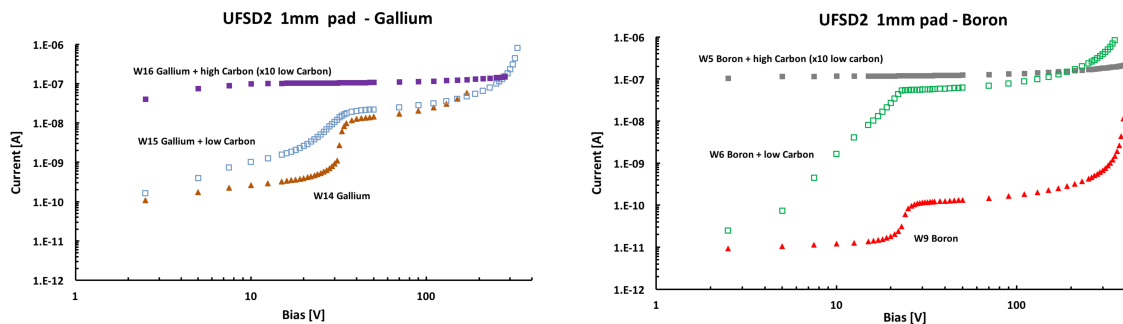 UFSD2 1mm pad - Gallium
1.E-06
1.E-07
1.E-08
1.E-09
1.E-10
1.E-11
1.E-12
Current [A]
W16 Gallium + high Carbon (x10 low carbon)
W15 Gallium + low Carbon
W14 Gallium
1
10
100
Bias [V]
UFSD2 1mm pad - Boron
1.E-06
1.E-07
1.E-08
1.E-09
1.E-10
1.E-11
1.E-12
Current [A]
W5 Boron + high Carbon (x10 low carbon)
W6 Boron + low Carbon
W9 Boron
1
10
100
Bias [V]